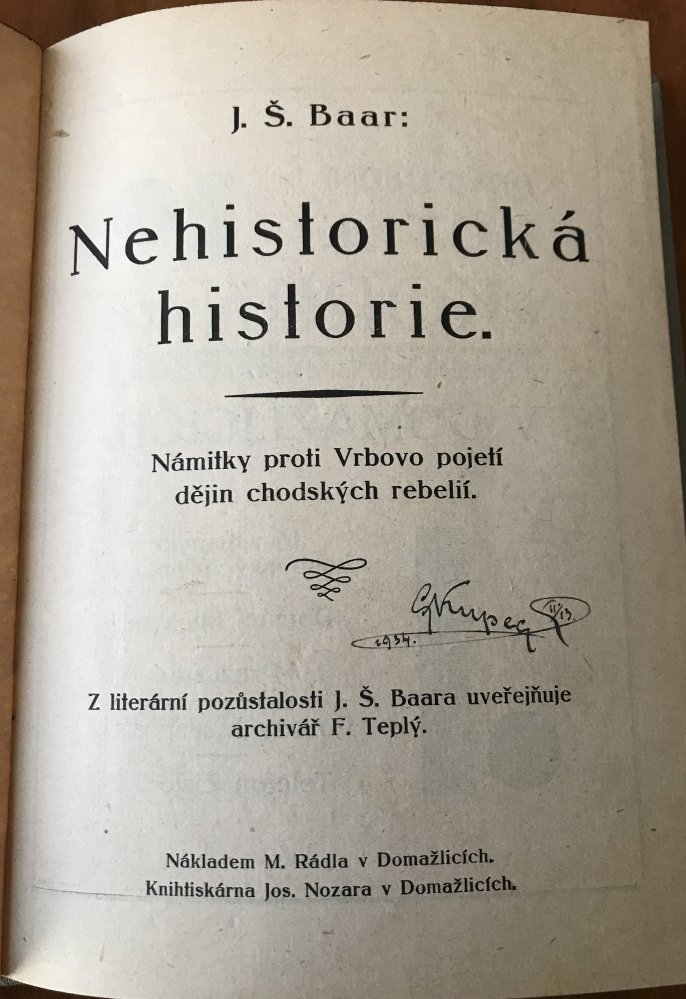 J. Š. Baar:
Nehistorická
historie.
Námitky proti Vrbovo pojetí
dějin chodských rebelií.
1934.
Z literární pozůstalosti J. Š. Baara uveřejňuje
archivář F. Teplý.
Nákladem M. Rádla v Domažlicích.
Knihtiskárna Jos. Nozara v Domažlicích.